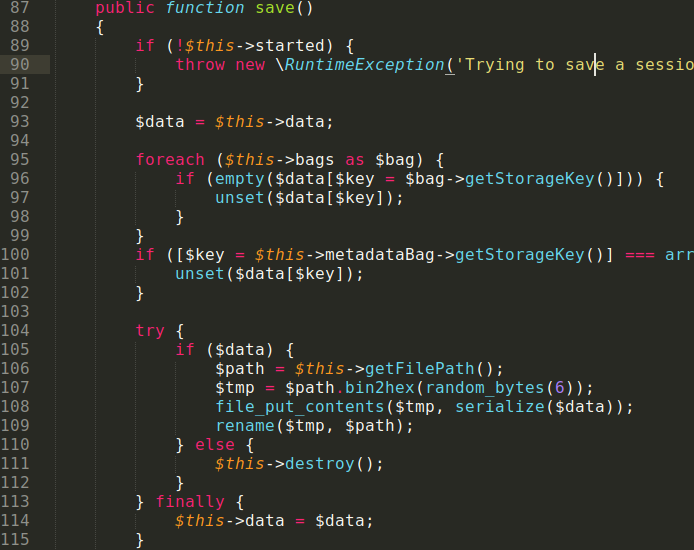 87 public function save()
88 {
89 if (!$this->started) {
90 throw new \RuntimeException('Trying to save a sessio
91 }
92
93 $data = $this->data;
94
95 foreach ($this->bags as $bag) {
96 if (empty($data[$key = $bag->getStorageKey()])) {
97 unset($data[$key]);
98 }
99 }
100 if ([$key = $this->metadataBag->getStorageKey()] === arr
101 unset($data[$key]);
102 }
103
104 try {
105 if ($data) {
106 $path = $this->getFilePath();
107 $tmp = $path.bin2hex(random_bytes(6));
108 file_put_contents($tmp, serialize($data));
109 rename($tmp, $path);
110 } else {
111 $this->destroy();
112 }
113 } finally {
114 $this->data = $data;
115 }